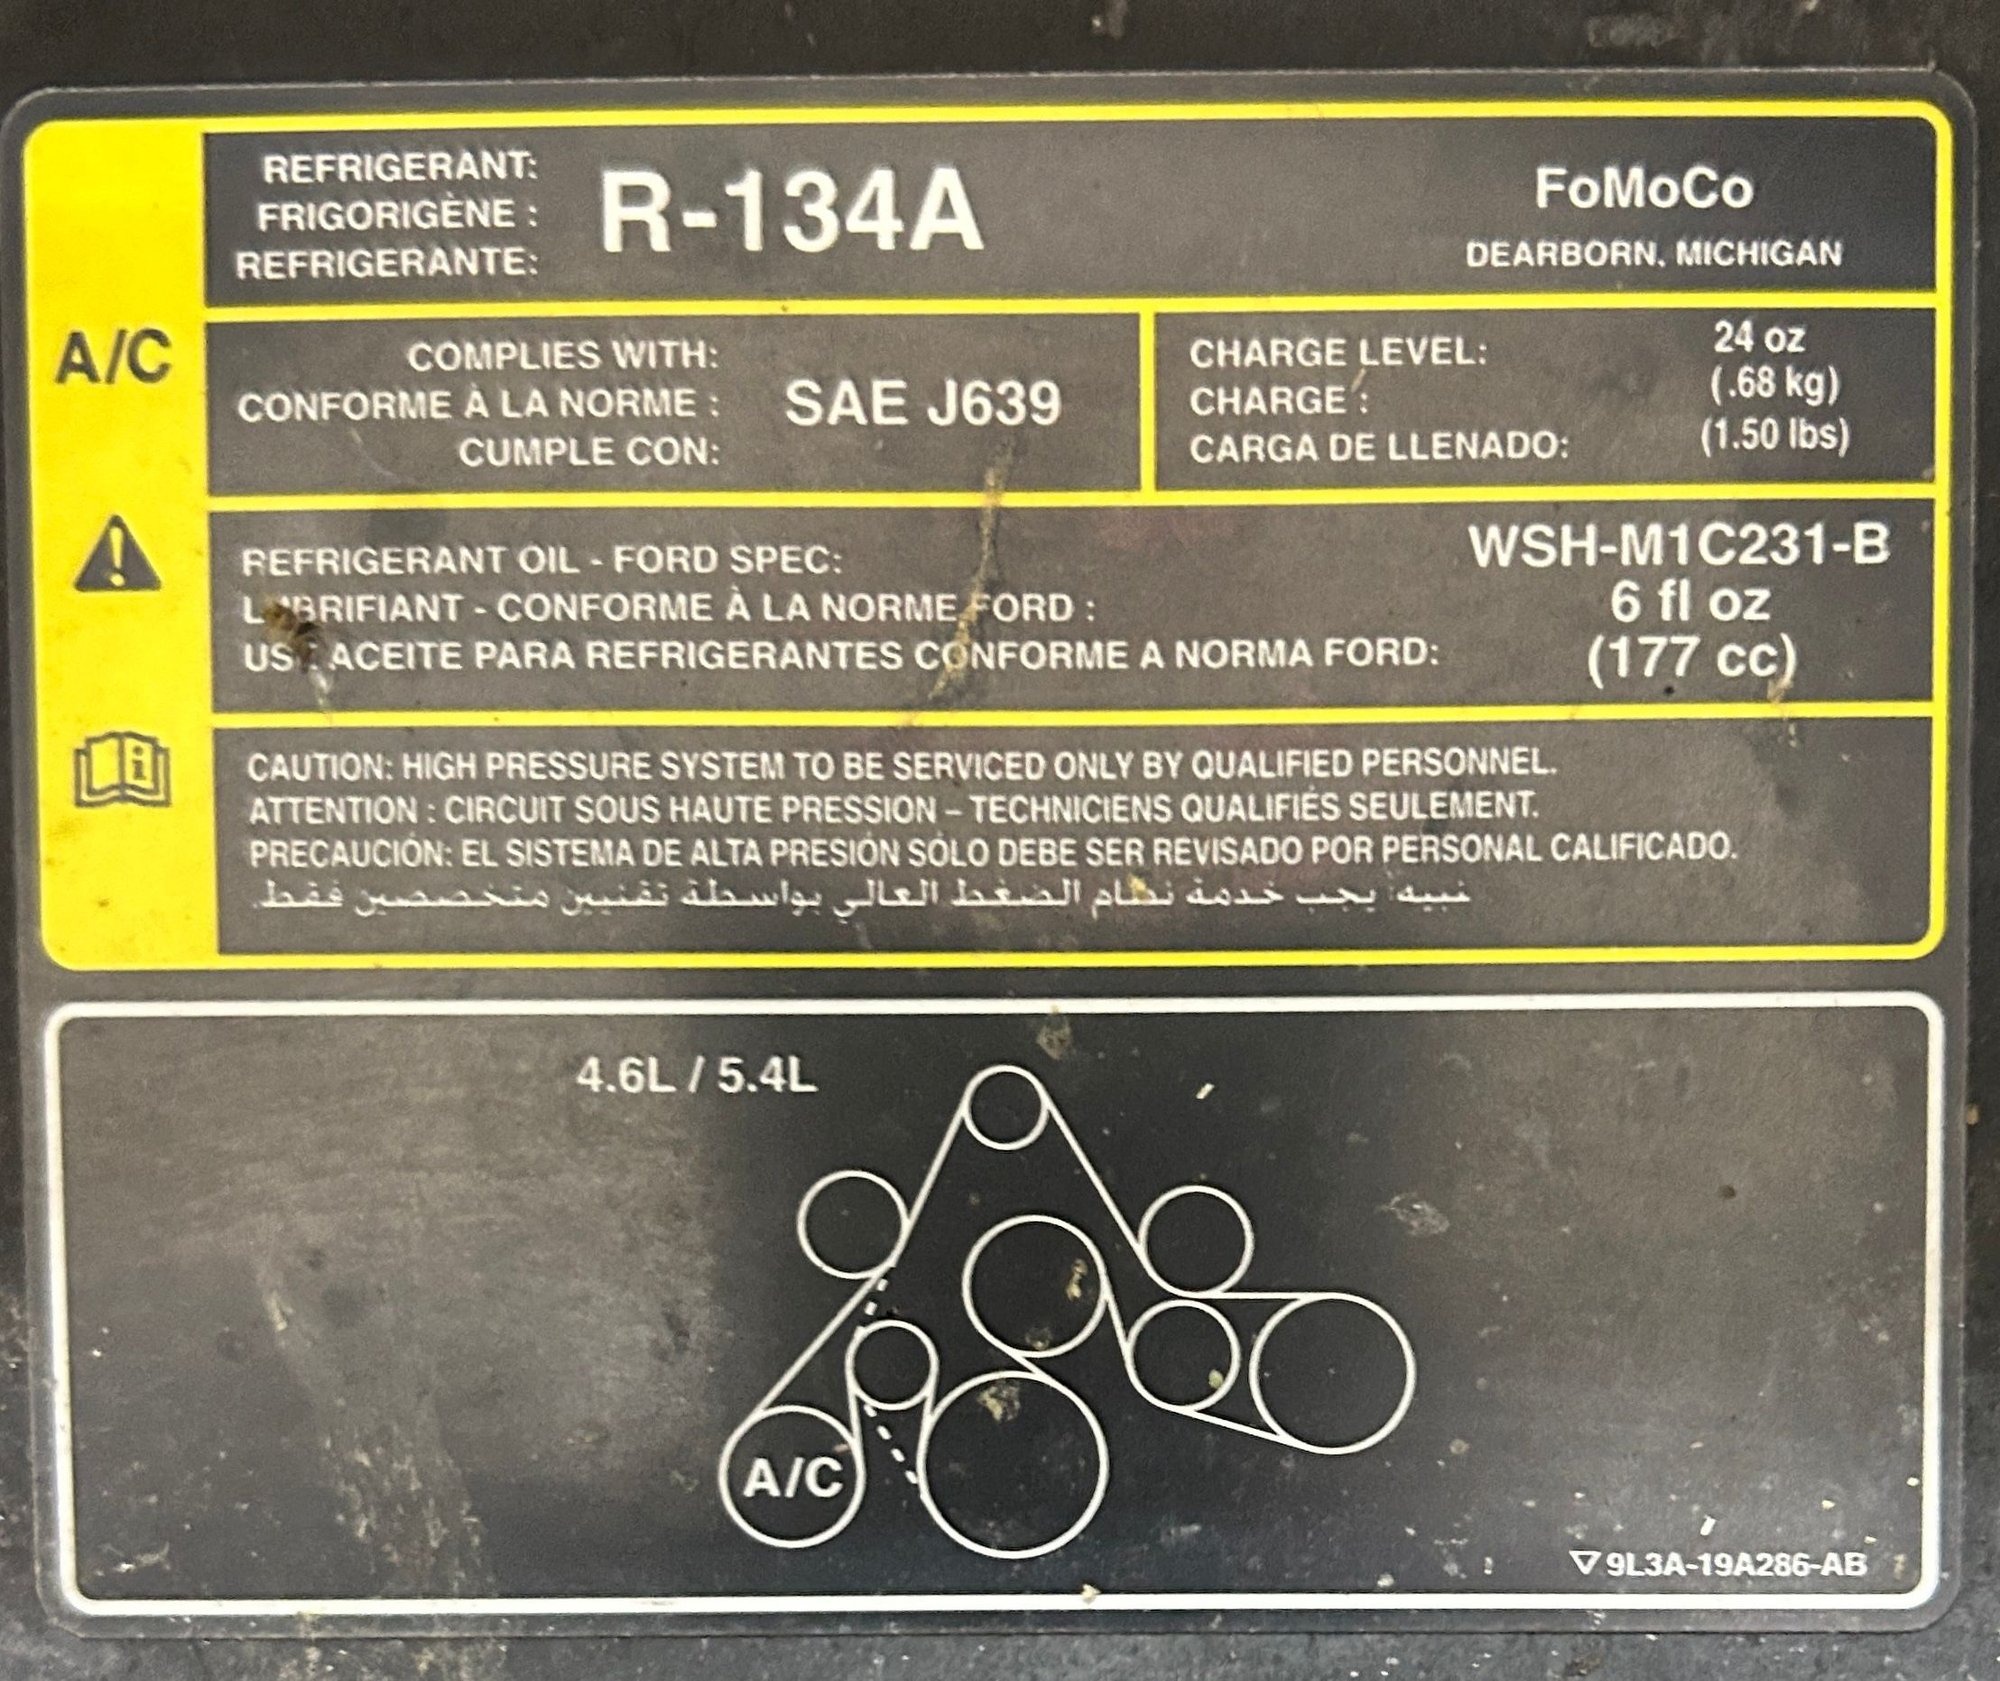 REFRIGERANT:
FRIGORIGÈNE :
REFRIGERANTE:
R-134A
FoMoCo
DEARBORN, MICHIGAN
A/C
COMPLIES WITH:
CONFORME À LA NORME :
CUMPLE CON:
SAE J639
CHARGE LEVEL:
CHARGE :
CARGA DE LLENADO:
24 oz
(.68 kg)
(1.50 lbs)
REFRIGERANT OIL - FORD SPEC:
LUBRIFIANT - CONFORME À LA NORME FORD :
USE ACEITE PARA REFRIGERANTES CONFORME A NORMA FORD:
WSH-M1C231-B
6 fl oz
(177 cc)
CAUTION: HIGH PRESSURE SYSTEM TO BE SERVICED ONLY BY QUALIFIED PERSONNEL.
ATTENTION : CIRCUIT SOUS HAUTE PRESSION – TECHNICIENS QUALIFIÉS SEULEMENT.
PRECAUCIÓN: EL SISTEMA DE ALTA PRESIÓN SÓLO DEBE SER REVISADO POR PERSONAL CALIFICADO.
نبيه: يجب خدمة نظام الضغط العالي بواسطة تقنيين متخصصين فقط.
4.6L / 5.4L
A/C
9L3A-19A286-AB